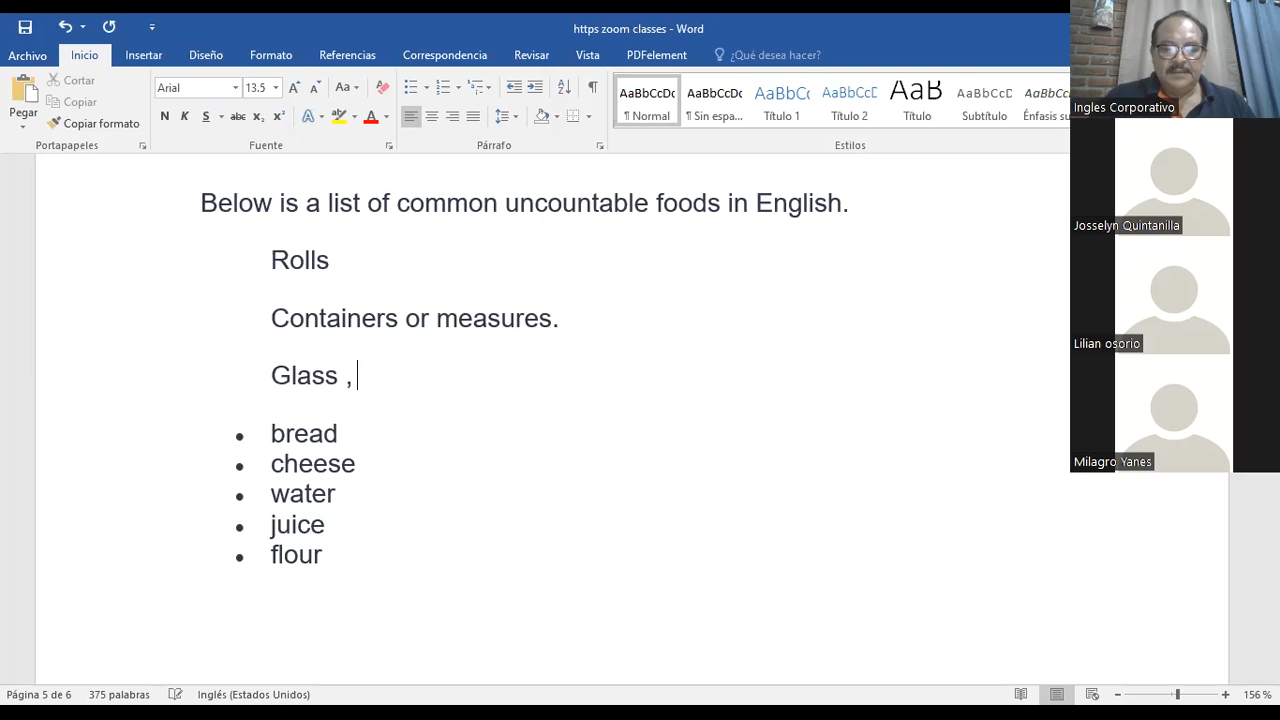 https zoom classes - Word
Archivo Inicio Insertar Diseño Formato Referencias Correspondencia Revisar Vista PDFelement ¿Qué desea hacer?
Pegar
Cortar
Copiar
Copiar formato
Portapapeles
Arial 13.5
N K S abc x₂ x²
Fuente
Párrafo
AaBbCcDc AaBbCcDc AaBbCc AaBbCcD AaB AaBbCcD AaBbCcD
¶ Normal ¶ Sin espa... Título 1 Título 2 Título Subtítulo Énfasis su
Estilos
Ingles Corporativo
Josselyn Quintanilla
Lilian osorio
Milagro Yanes
Below is a list of common uncountable foods in English.
Rolls
Containers or measures.
Glass ,
• bread
• cheese
• water
• juice
• flour
Página 5 de 6 375 palabras Inglés (Estados Unidos) 156 %